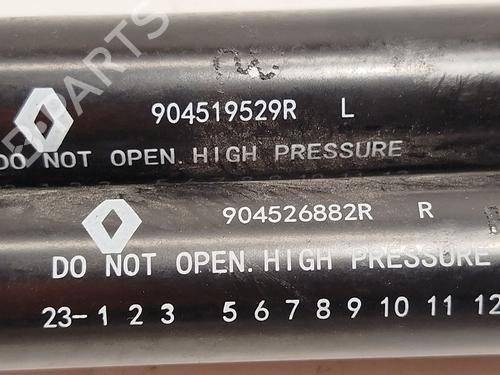 904519529R L
DO NOT OPEN. HIGH PRESSURE
904526882R R
DO NOT OPEN. HIGH PRESSURE
23-1 2 3 5 6 7 8 9 10 11 12